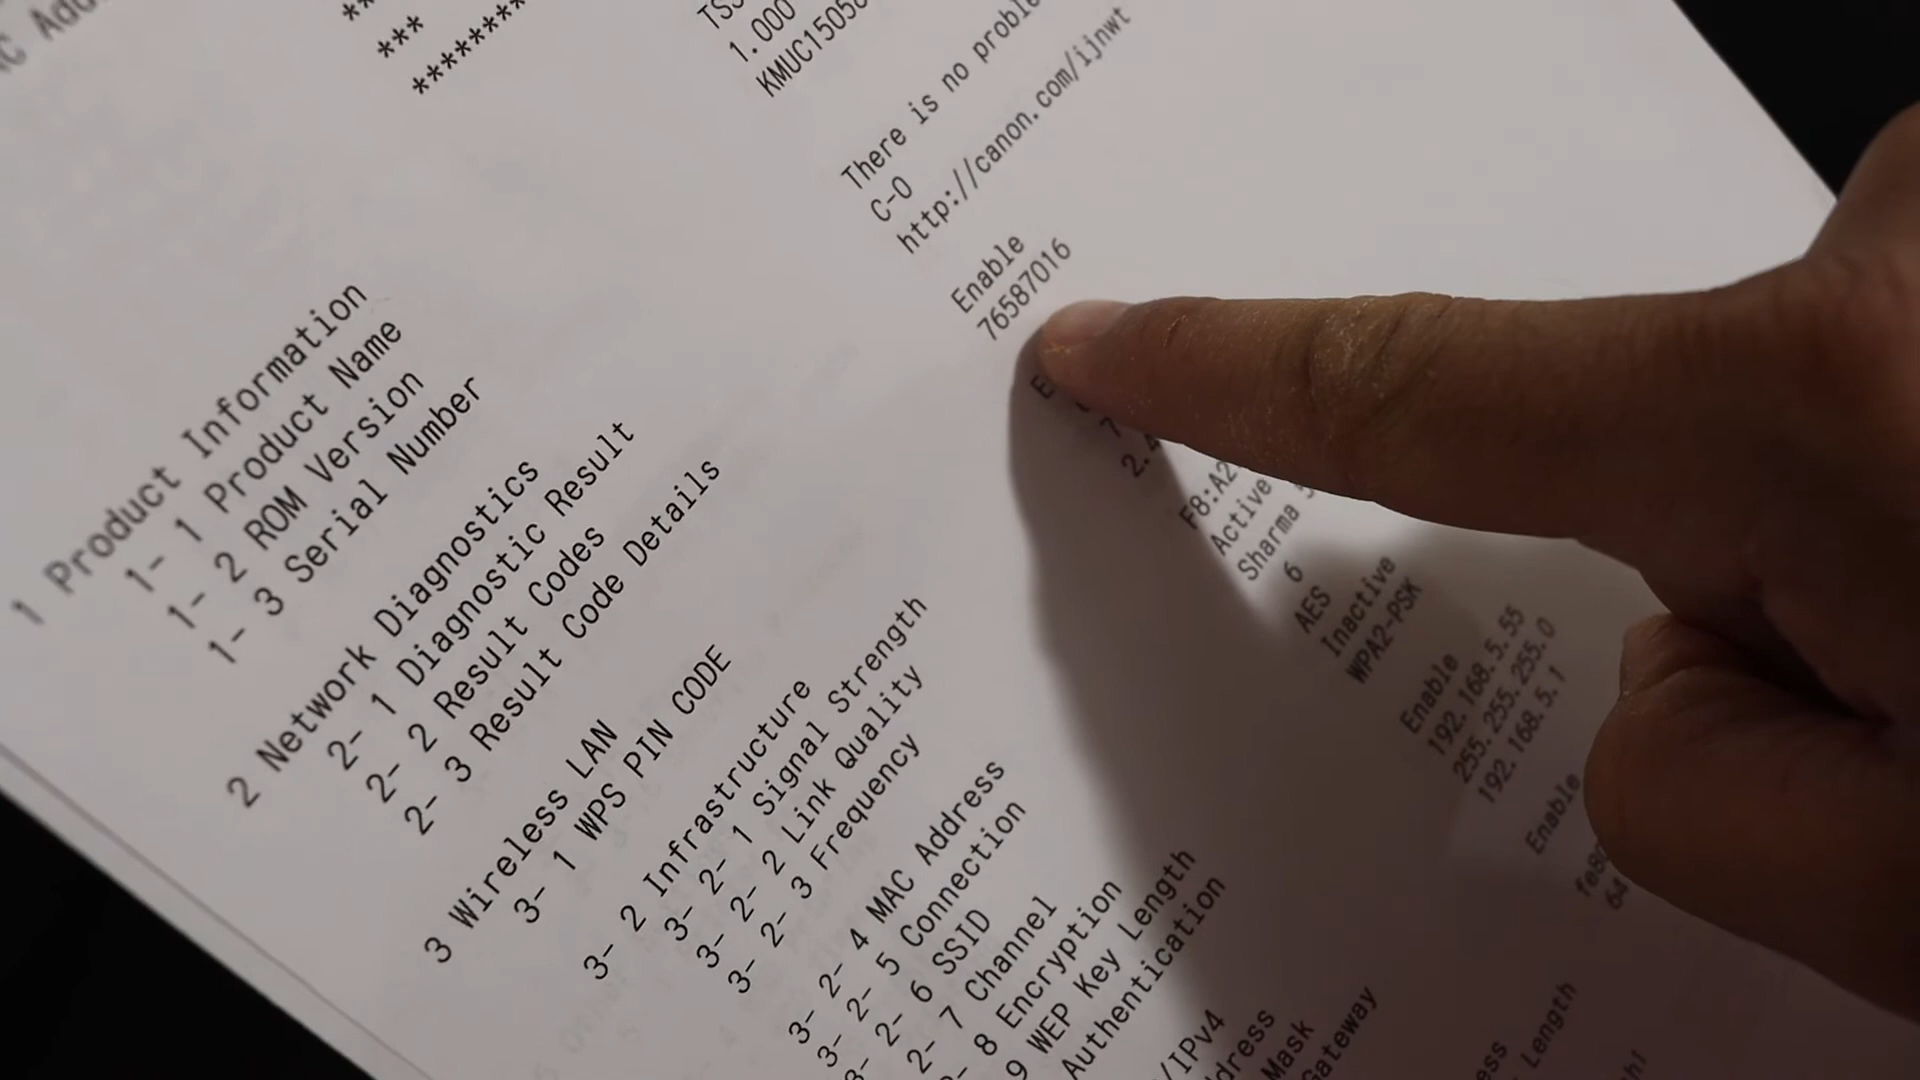 ***
*********
1.000
KMUC15058
1 Product Information
1- 1 Product Name
1- 2 ROM Version
1- 3 Serial Number
There is no
C-0
http://canon.com/ijnwt
2 Network Diagnostics
2- 1 Diagnostic Result
2- 2 Result Codes
2- 3 Result Code Details
Enable
76587016
3 Wireless LAN
3- 1 WPS PIN CODE
3- 2 Infrastructure
3- 2- 1 Signal Strength
3- 2- 2 Link Quality
3- 2- 3 Frequency
3- 2- 4 MAC Address
3- 2- 5 Connection
2- 6 SSID
2- 7 Channel
8 Encryption
9 WEP Key Length
Authentication
F8:A2
Active
Sharma
6
AES
Inactive
WPA2-PSK
/IPv4
Mask
Gateway
Enable
192.168.5.55
255.255.255.0
192.168.5.1
Length
Enable
64